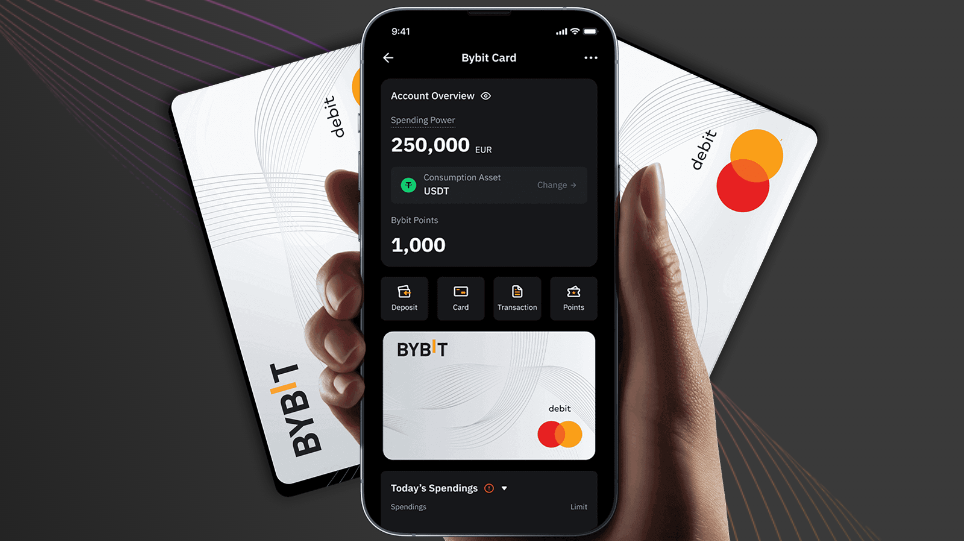 9:41
Bybit Card
Account Overview
Spending Power
250,000 EUR
Consumption Asset
USDT
Change →
Bybit Points
1,000
Deposit
Card
Transaction
Points
BYBIT
debit
Today's Spendings
Spendings
Limit
debit
BYBIT
debit